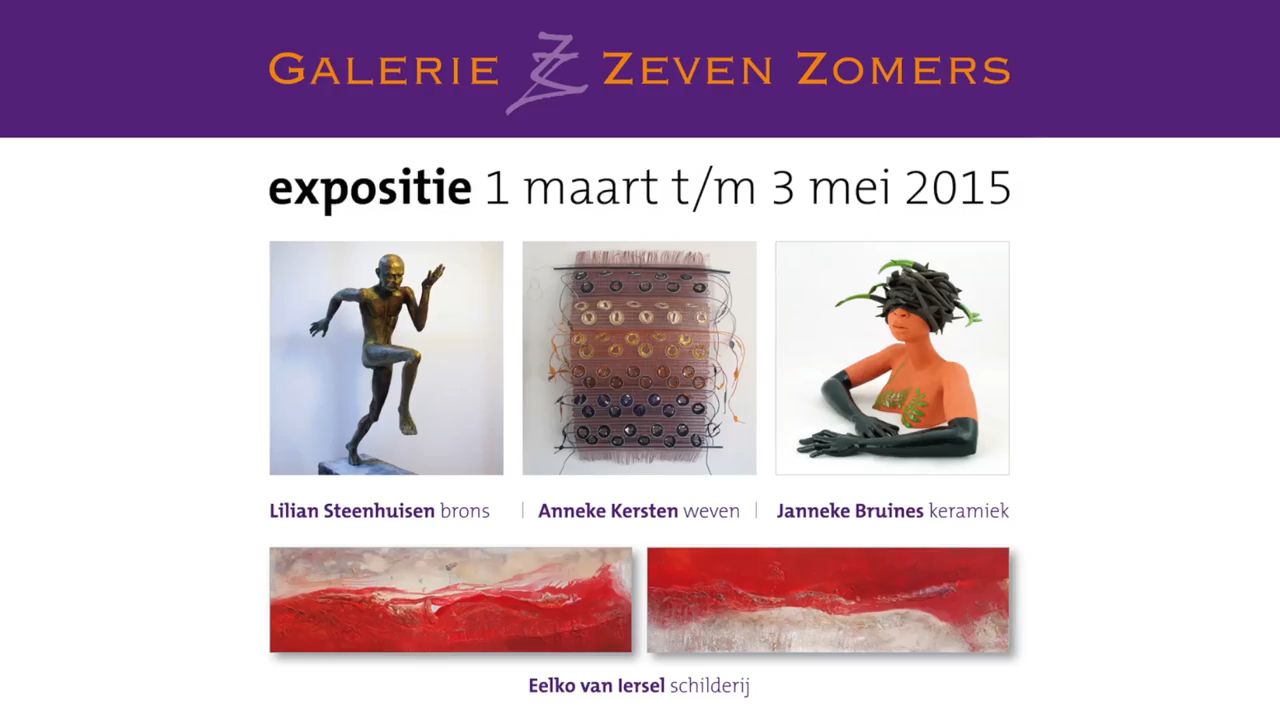 GALERIE ZZ ZEVEN ZOMERS
expositie 1 maart t/m 3 mei 2015
Lilian Steenhuisen brons | Anneke Kersten weven | Janneke Bruines keramiek
Eelko van Iersel schilderij